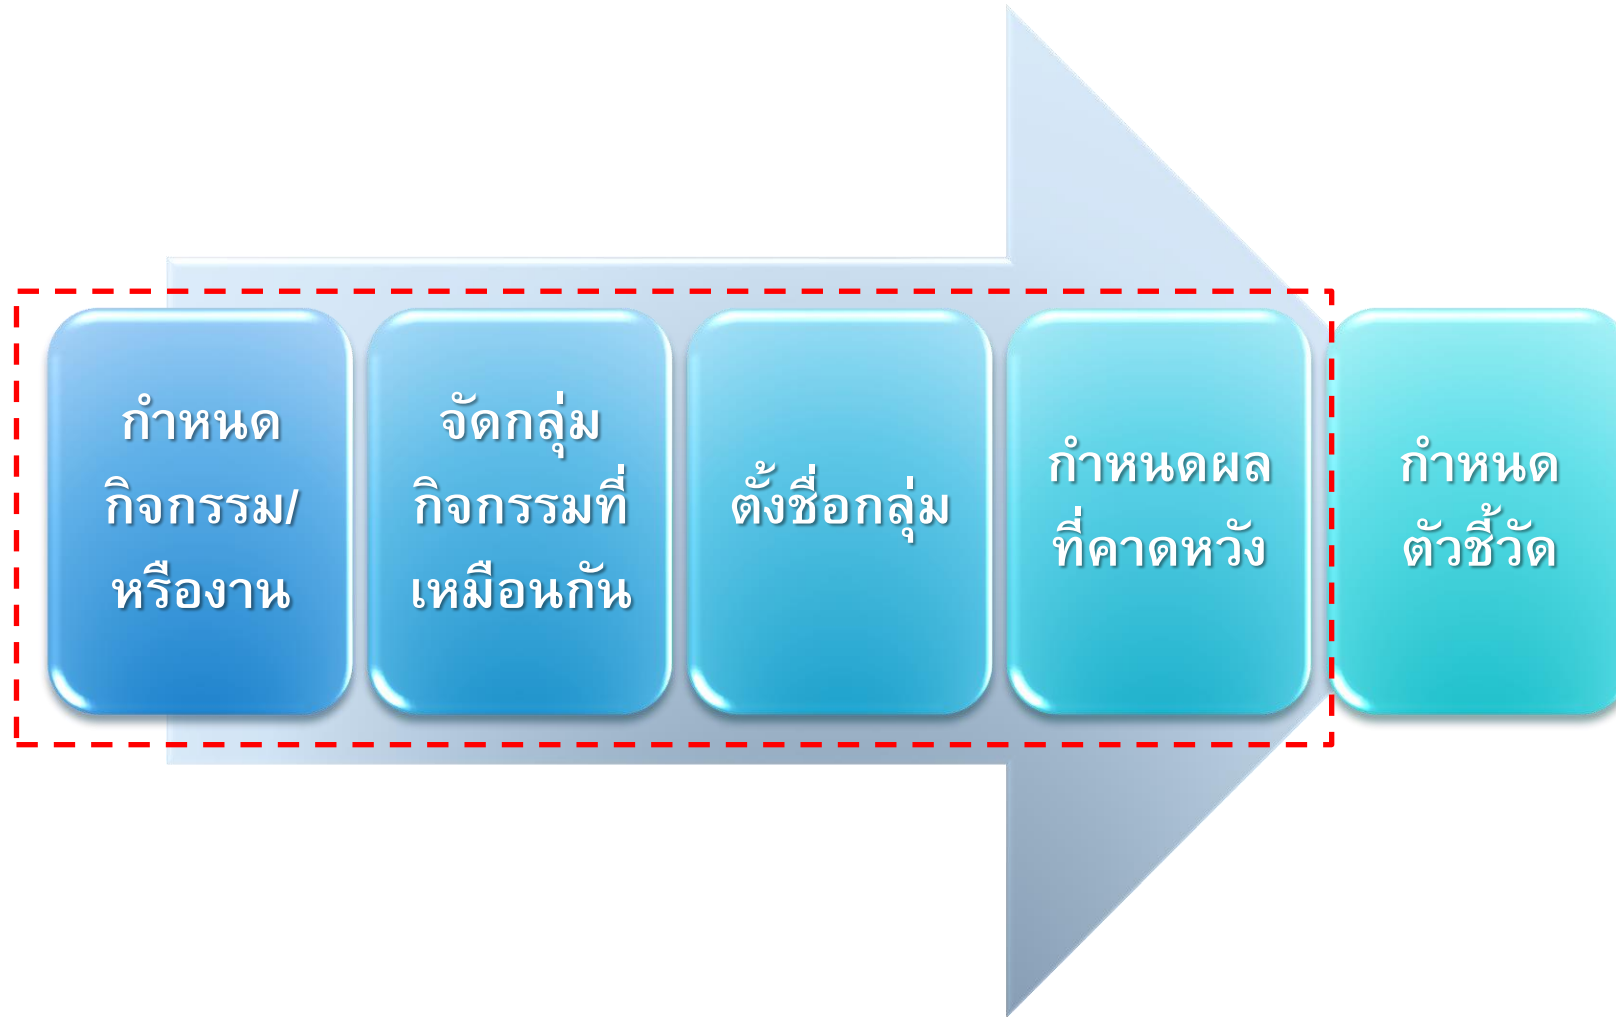 กำหนด
กิจกรรม/
หรืองาน
จัดกลุ่ม
กิจกรรมที่
เหมือนกัน
ตั้งชื่อกลุ่ม
กำหนดผล
ที่คาดหวัง
กำหนด
ตัวชี้วัด